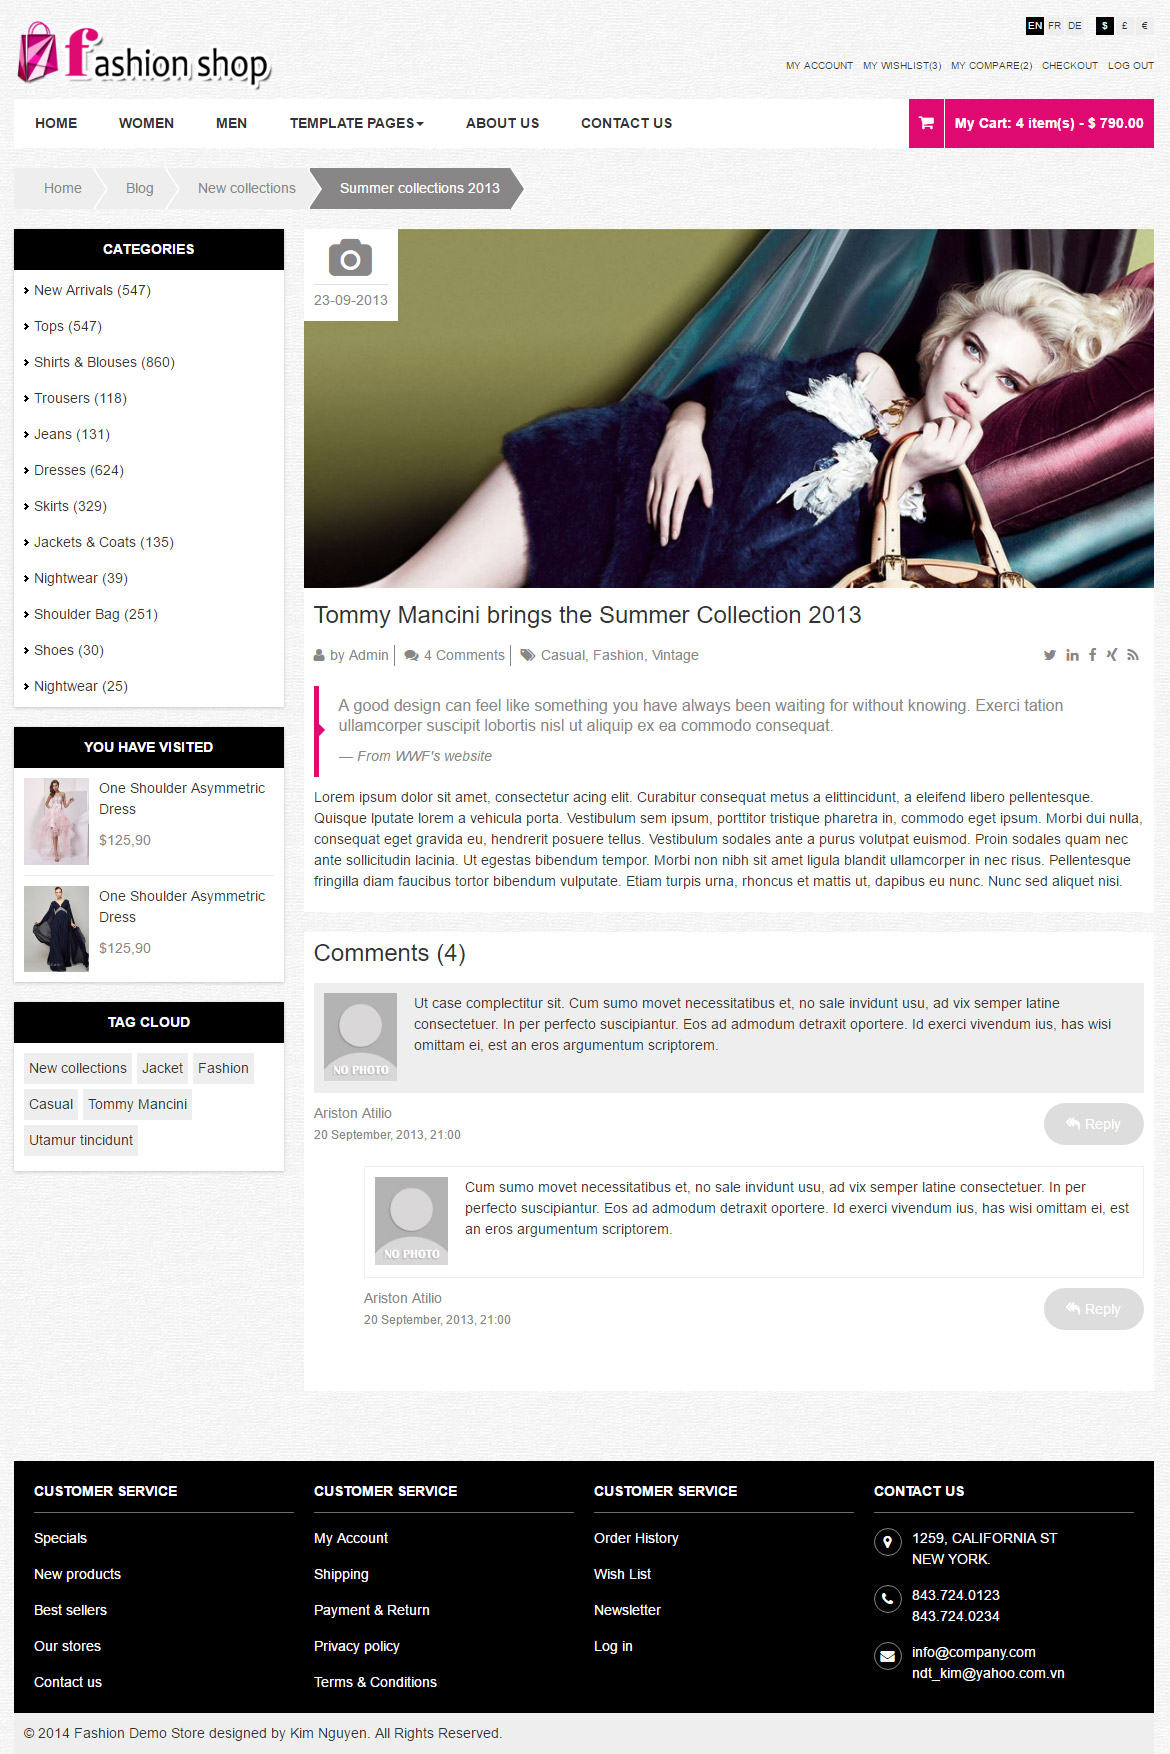 fashion shop
EN FR DE $ £ €
MY ACCOUNT MY WISHLIST(3) MY COMPARE(2) CHECKOUT LOG OUT
HOME WOMEN MEN TEMPLATE PAGES ABOUT US CONTACT US
My Cart: 4 item(s) - $ 790.00
Home Blog New collections Summer collections 2013
CATEGORIES
New Arrivals (547)
Tops (547)
Shirts & Blouses (860)
Trousers (118)
Jeans (131)
Dresses (624)
Skirts (329)
Jackets & Coats (135)
Nightwear (39)
Shoulder Bag (251)
Shoes (30)
Nightwear (25)
YOU HAVE VISITED
One Shoulder Asymmetric
Dress
$125,90
One Shoulder Asymmetric
Dress
$125,90
TAG CLOUD
New collections Jacket Fashion
Casual Tommy Mancini
Utamur tincidunt
23-09-2013
Tommy Mancini brings the Summer Collection 2013
by Admin 4 Comments Casual, Fashion, Vintage
A good design can feel like something you have always been waiting for without knowing. Exerci tation
ullamcorper suscipit lobortis nisl ut aliquip ex ea commodo consequat.
— From WWF's website
Lorem ipsum dolor sit amet, consectetur acing elit. Curabitur consequat metus a elittincidunt, a eleifend libero pellentesque.
Quisque lputate lorem a vehicula porta. Vestibulum sem ipsum, porttitor tristique pharetra in, commodo eget ipsum. Morbi dui nulla,
consequat eget gravida eu, hendrerit posuere tellus. Vestibulum sodales ante a purus volutpat euismod. Proin sodales quam nec
ante sollicitudin lacinia. Ut egestas bibendum tempor. Morbi non nibh sit amet ligula blandit ullamcorper in nec risus. Pellentesque
fringilla diam faucibus tortor bibendum vulputate. Etiam turpis urna, rhoncus et mattis ut, dapibus eu nunc. Nunc sed aliquet nisi.
Comments (4)
NO PHOTO
Ut case complectitur sit. Cum sumo movet necessitatibus et, no sale invidunt usu, ad vix semper latine
consectetuer. In per perfecto suscipiantur. Eos ad admodum detraxit oportere. Id exerci vivendum ius, has wisi
omittam ei, est an eros argumentum scriptorem.
Ariston Atilio
20 September, 2013, 21:00
Reply
NO PHOTO
Cum sumo movet necessitatibus et, no sale invidunt usu, ad vix semper latine consectetuer. In per
perfecto suscipiantur. Eos ad admodum detraxit oportere. Id exerci vivendum ius, has wisi omittam ei, est
an eros argumentum scriptorem.
Ariston Atilio
20 September, 2013, 21:00
Reply
CUSTOMER SERVICE
Specials
New products
Best sellers
Our stores
Contact us
CUSTOMER SERVICE
My Account
Shipping
Payment & Return
Privacy policy
Terms & Conditions
CUSTOMER SERVICE
Order History
Wish List
Newsletter
Log in
CONTACT US
1259, CALIFORNIA ST
NEW YORK.
843.724.0123
843.724.0234
info@company.com
ndt_kim@yahoo.com.vn
© 2014 Fashion Demo Store designed by Kim Nguyen. All Rights Reserved.